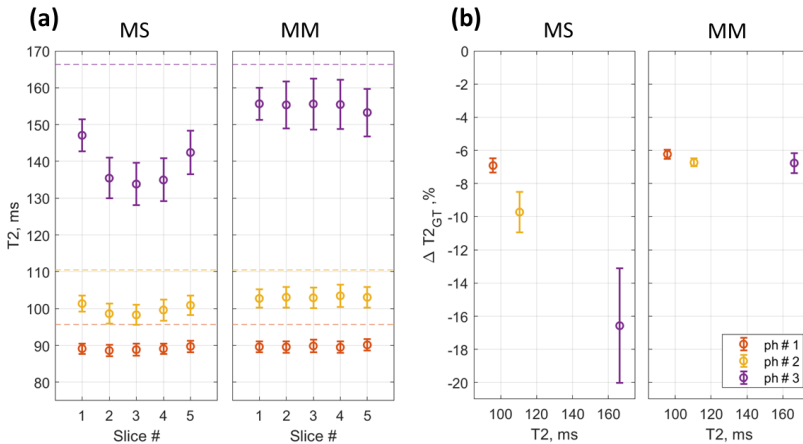 (a) MS MM
170
160
150
140
130
120
110
100
90
80
T2, ms
1 2 3 4 5
Slice #
1 2 3 4 5
Slice #
(b) MS MM
0
-2
-4
-6
-8
-10
-12
-14
-16
-18
-20
Δ T2GT ,%
100 120 140 160
T2, ms
100 120 140 160
T2, ms
ph # 1
ph # 2
ph # 3